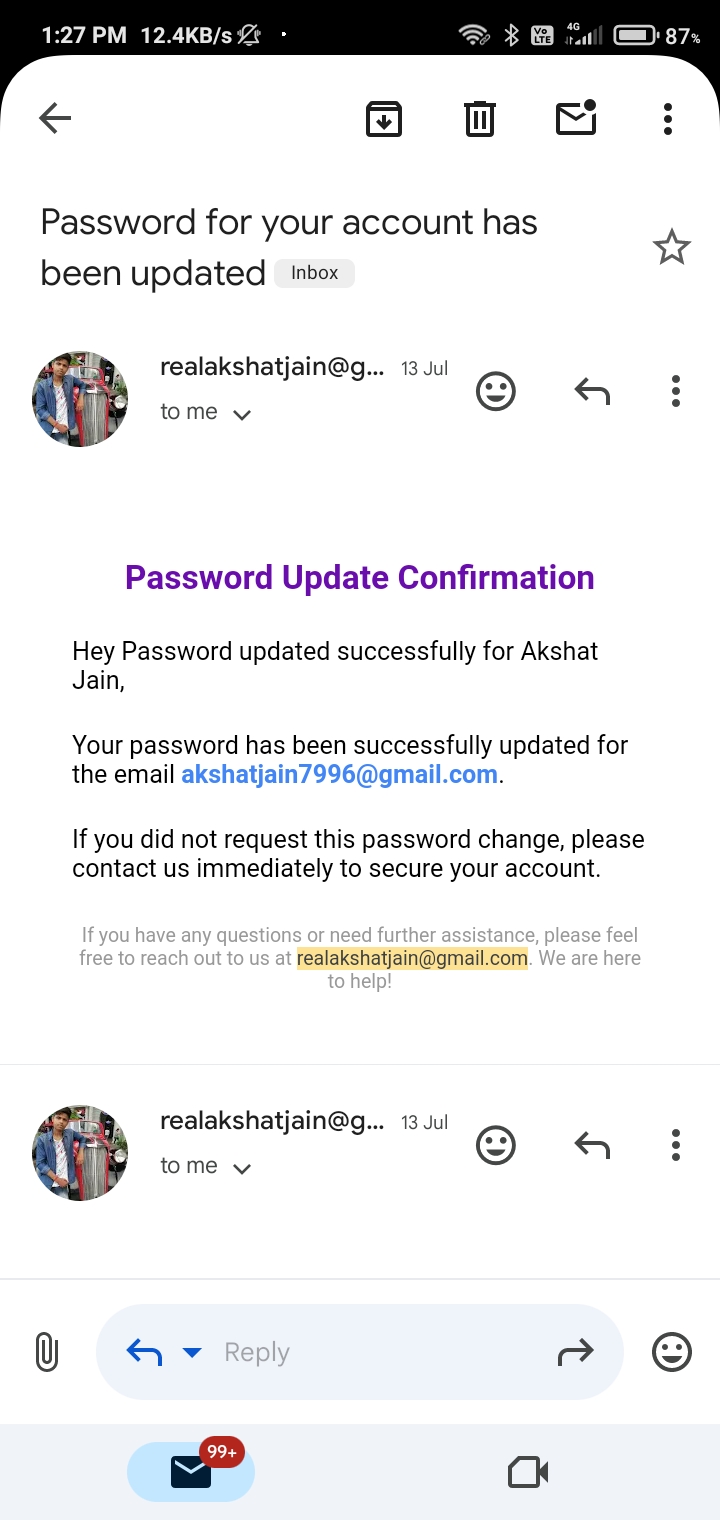 1:27 PM 12.4KB/s Vo LTE 4G 87%
Password for your account has
been updated Inbox
realakshatjain@g... 13 Jul
to me
Password Update Confirmation
Hey Password updated successfully for Akshat
Jain,
Your password has been successfully updated for
the email akshatjain7996@gmail.com.
If you did not request this password change, please
contact us immediately to secure your account.
If you have any questions or need further assistance, please feel
free to reach out to us at realakshatjain@gmail.com. We are here
to help!
realakshatjain@g... 13 Jul
to me
Reply
99+